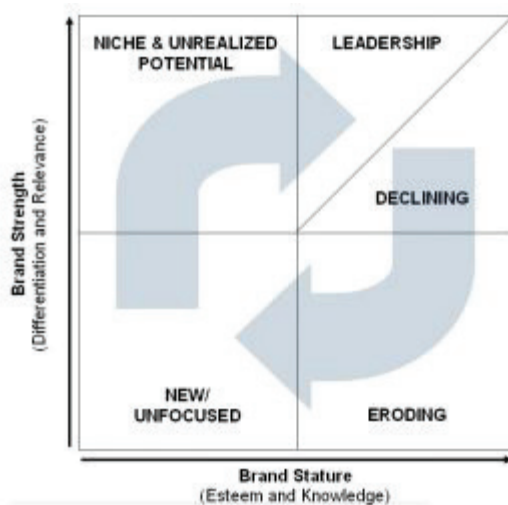 NICHE & UNREALIZED
POTENTIAL
LEADERSHIP
DECLINING
NEW/
UNFOCUSED
ERODING
Brand Strength
(Differentiation and Relevance)
Brand Stature
(Esteem and Knowledge)